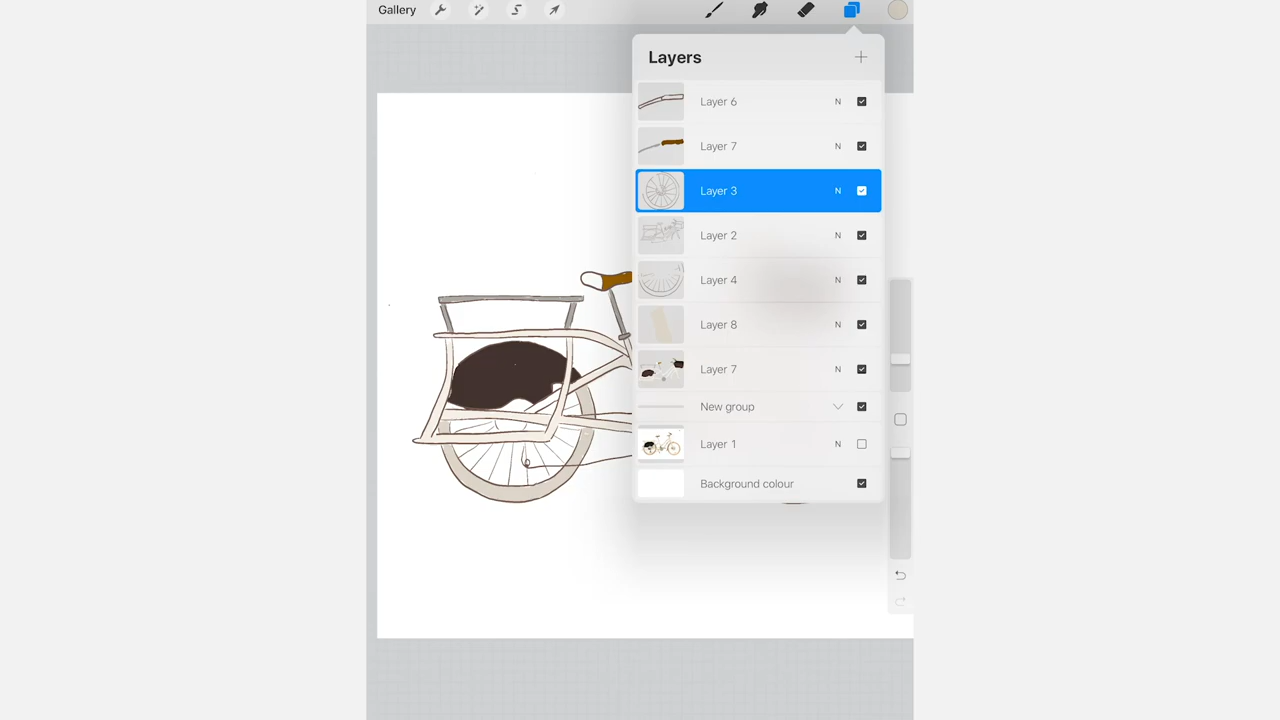 Gallery
Layers
Layer 6 N
Layer 7 N
Layer 3 N
Layer 2 N
Layer 4 N
Layer 8 N
Layer 7 N
New group
Layer 1 N
Background colour